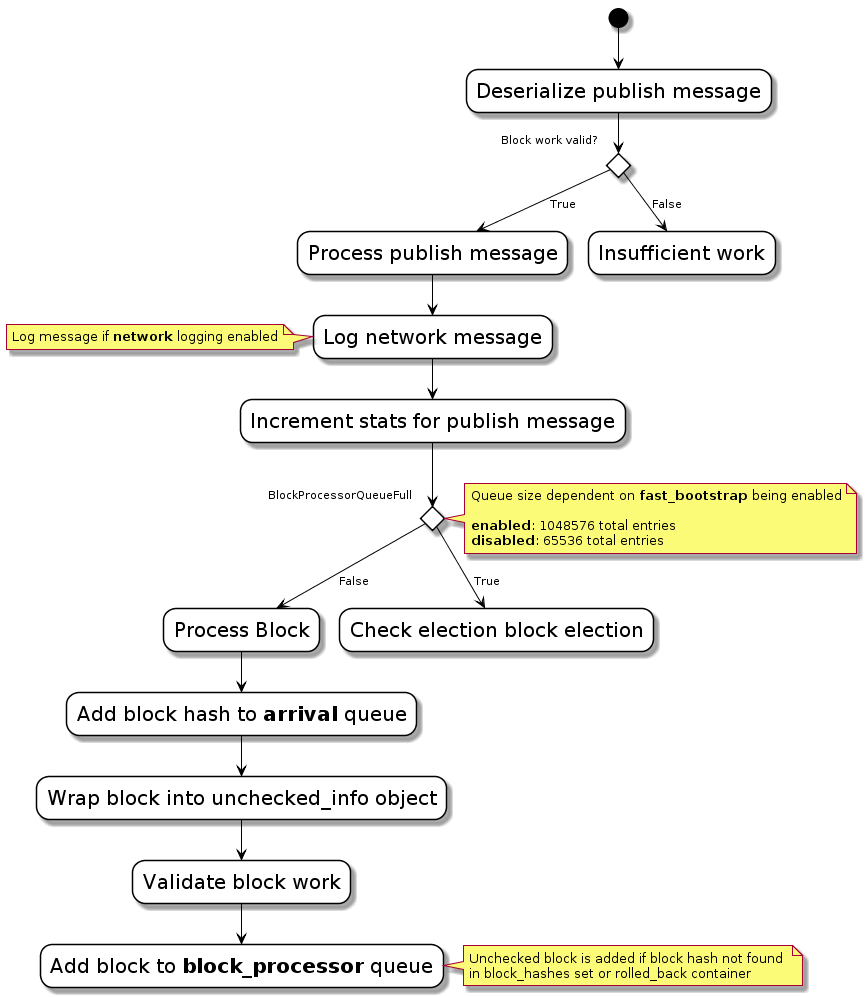 Deserialize publish message
Block work valid?
True
False
Process publish message
Insufficient work
Log message if network logging enabled
Log network message
Increment stats for publish message
BlockProcessorQueueFull
Queue size dependent on fast_bootstrap being enabled
enabled: 1048576 total entries
disabled: 65536 total entries
False
True
Process Block
Check election block election
Add block hash to arrival queue
Wrap block into unchecked_info object
Validate block work
Add block to block_processor queue
Unchecked block is added if block hash not found
in block_hashes set or rolled_back container